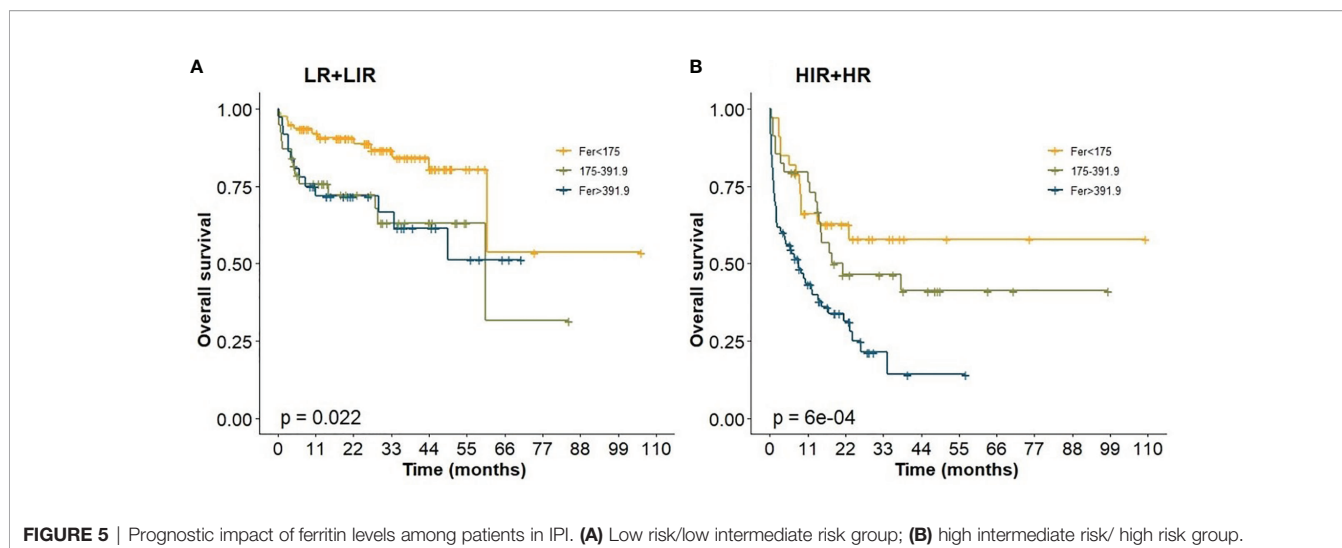 A
LR+LIR
Overall survival
1.00
0.75
0.50
0.25
0.00
Fer<175
175-391.9
Fer>391.9
p = 0.022
0 11 22 33 44 55 66 77 88 99 110
Time (months)
B
HIR+HR
Overall survival
1.00
0.75
0.50
0.25
0.00
Fer<175
175-391.9
Fer>391.9
p = 6e-04
0 11 22 33 44 55 66 77 88 99 110
Time (months)
FIGURE 5 | Prognostic impact of ferritin levels among patients in IPI. (A) Low risk/low intermediate risk group; (B) high intermediate risk/ high risk group.